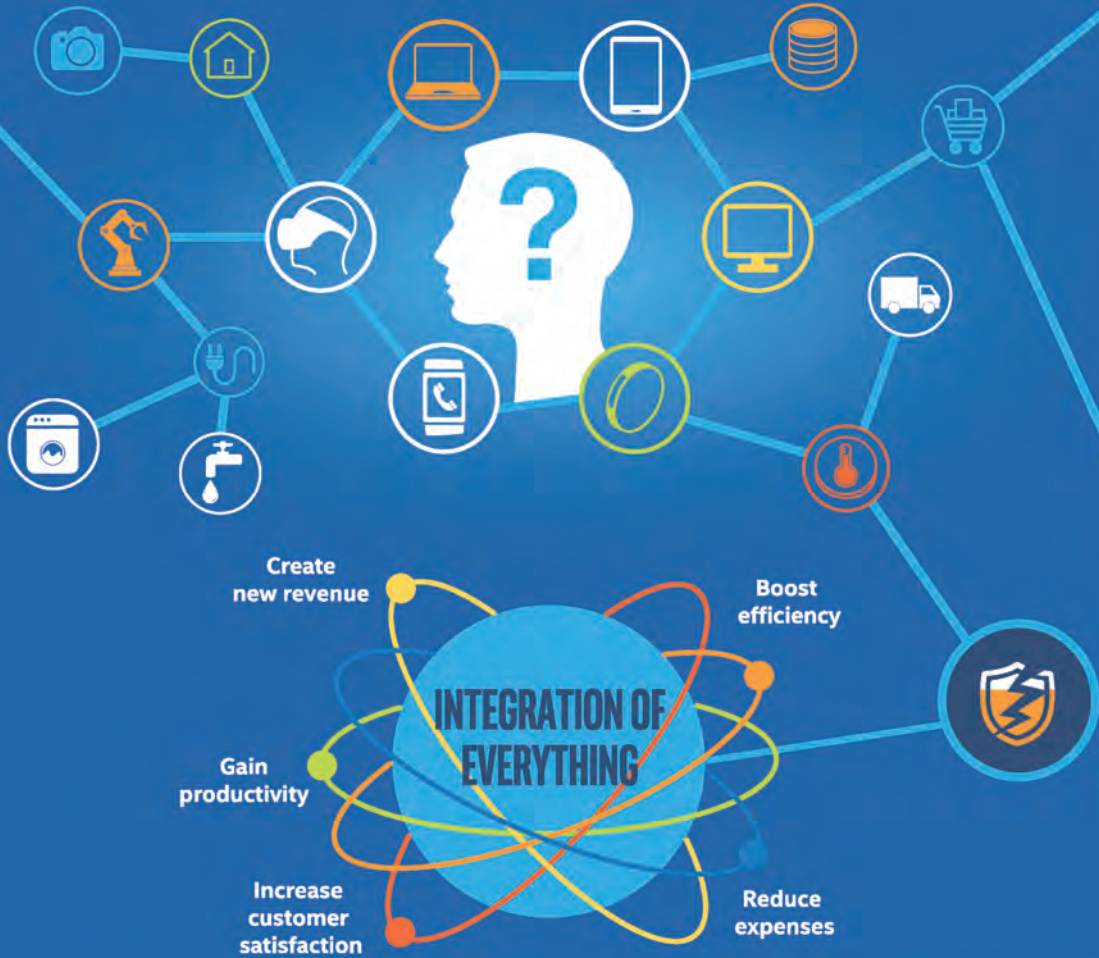 ?
Create
new revenue
Boost
efficiency
INTEGRATION OF
EVERYTHING
Gain
productivity
Increase
customer
satisfaction
Reduce
expenses